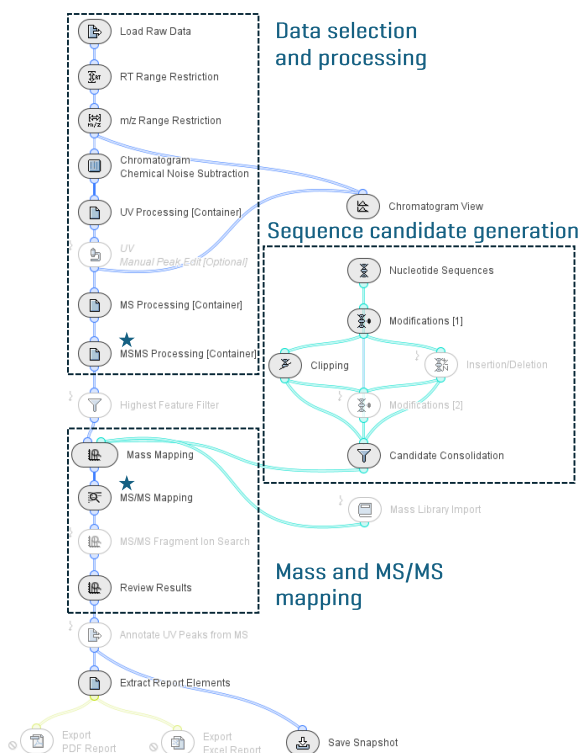 Data selection
and processing
Load Raw Data
RT Range Restriction
m/z Range Restriction
Chromatogram
Chemical Noise Subtraction
UV Processing [Container]
UV
Manual Peak Edit [Optional]
MS Processing [Container]
MSMS Processing [Container]
Chromatogram View
Sequence candidate generation
Nucleotide Sequences
Modifications [1]
Clipping
Insertion/Deletion
Modifications [2]
Candidate Consolidation
Highest Feature Filter
Mass Mapping
MS/MS Mapping
MS/MS Fragment Ion Search
Review Results
Mass Library Import
Mass and MS/MS
mapping
Annotate UV Peaks from MS
Extract Report Elements
Export
PDF Report
Export
Excel Report
Save Snapshot